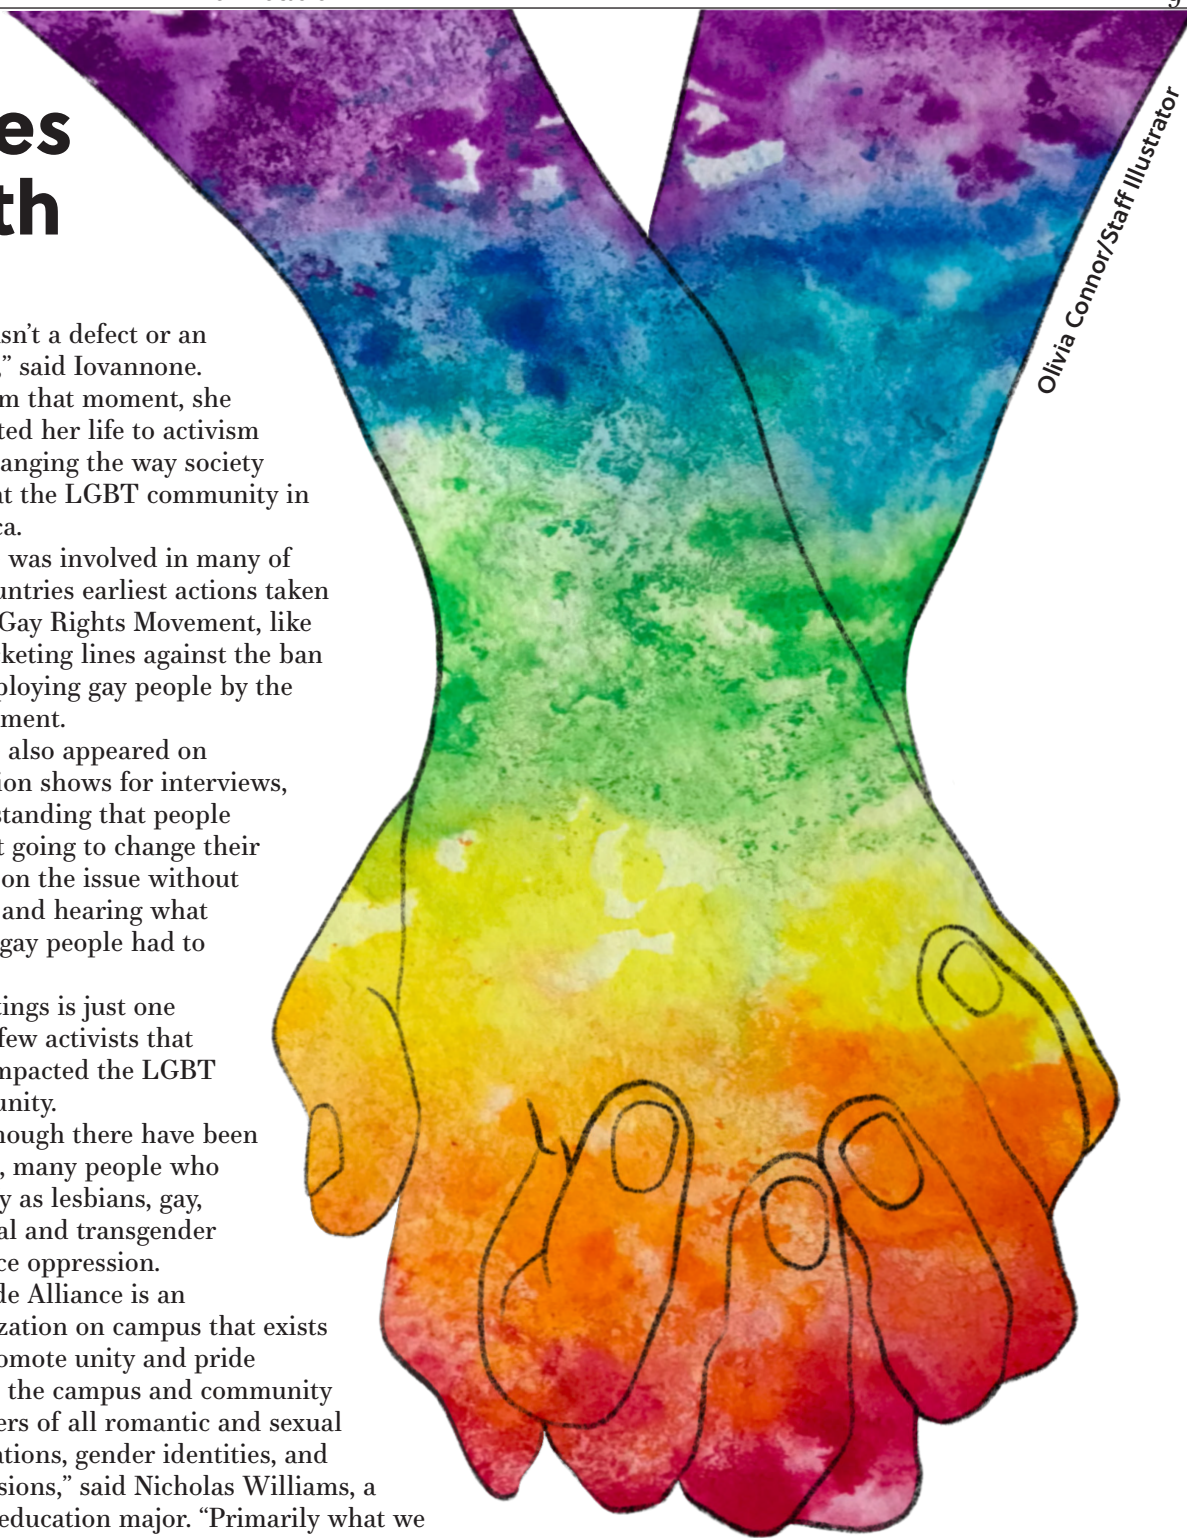 es
th
sn’t a defect or an
,” said Iovannone.
m that moment, she
ted her life to activism
anging the way society
at the LGBT community in
ca.
was involved in many of
untries earliest actions taken
Gay Rights Movement, like
keting lines against the ban
ploying gay people by the
ment.
also appeared on
ion shows for interviews,
standing that people
t going to change their
on the issue without
and hearing what
gay people had to
tings is just one
few activists that
mpacted the LGBT
unity.
hough there have been
, many people who
y as lesbians, gay,
al and transgender
ce oppression.
de Alliance is an
zation on campus that exists
omote unity and pride
the campus and community
ers of all romantic and sexual
ations, gender identities, and
sions,” said Nicholas Williams, a
education major. “Primarily what we
Olivia Connor/Staff Illustrator